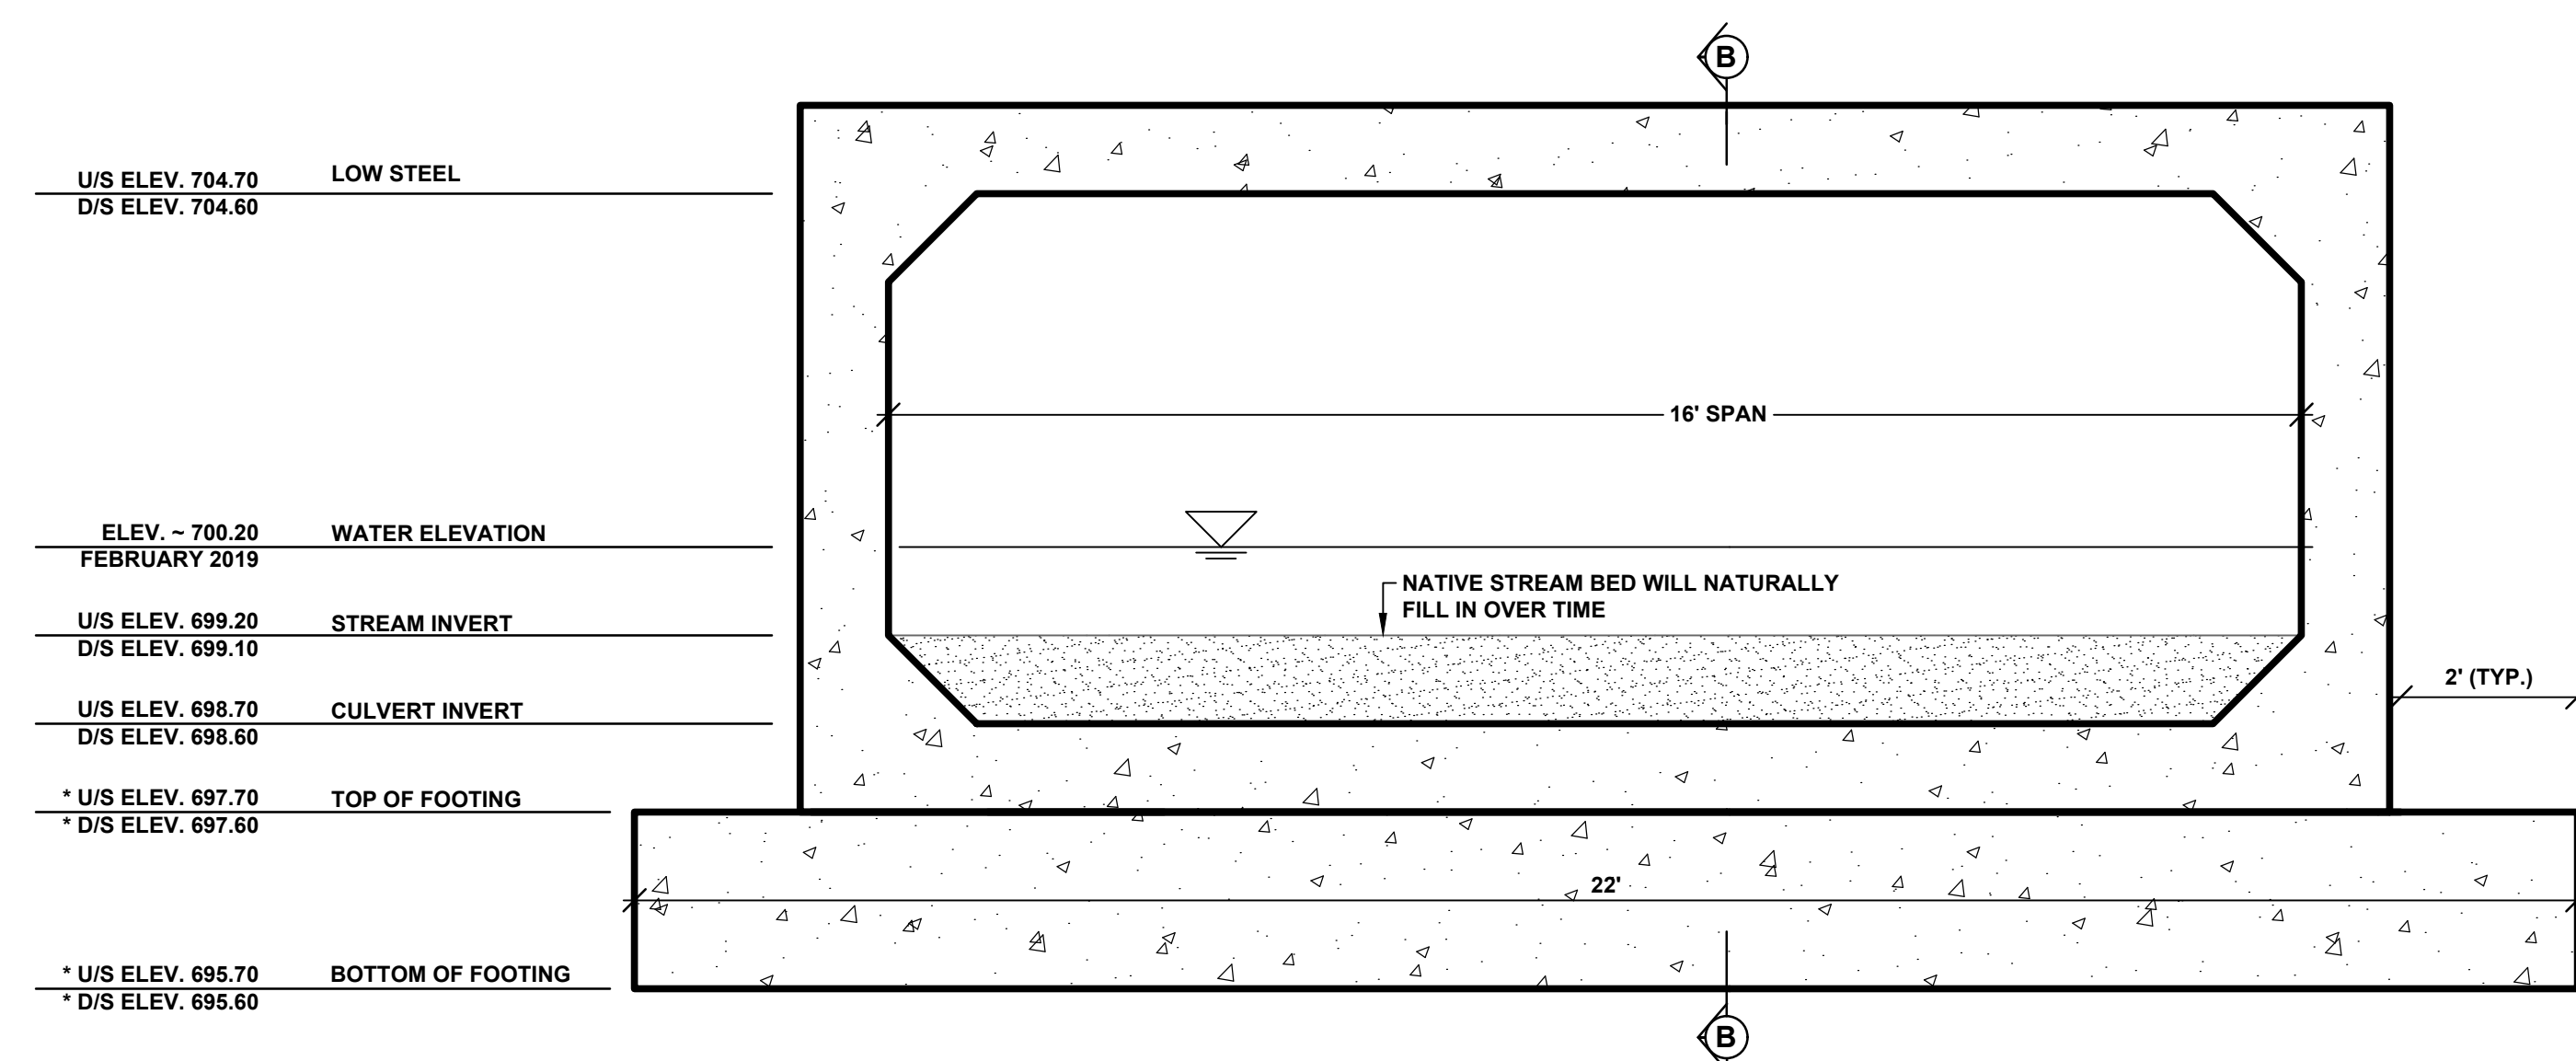 B
U/S ELEV. 704.70 LOW STEEL
D/S ELEV. 704.60
16' SPAN
ELEV. ~ 700.20 WATER ELEVATION
FEBRUARY 2019
NATIVE STREAM BED WILL NATURALLY
FILL IN OVER TIME
U/S ELEV. 699.20 STREAM INVERT
D/S ELEV. 699.10
2' (TYP.)
U/S ELEV. 698.70 CULVERT INVERT
D/S ELEV. 698.60
* U/S ELEV. 697.70 TOP OF FOOTING
* D/S ELEV. 697.60
22'
* U/S ELEV. 695.70 BOTTOM OF FOOTING
* D/S ELEV. 695.60
B